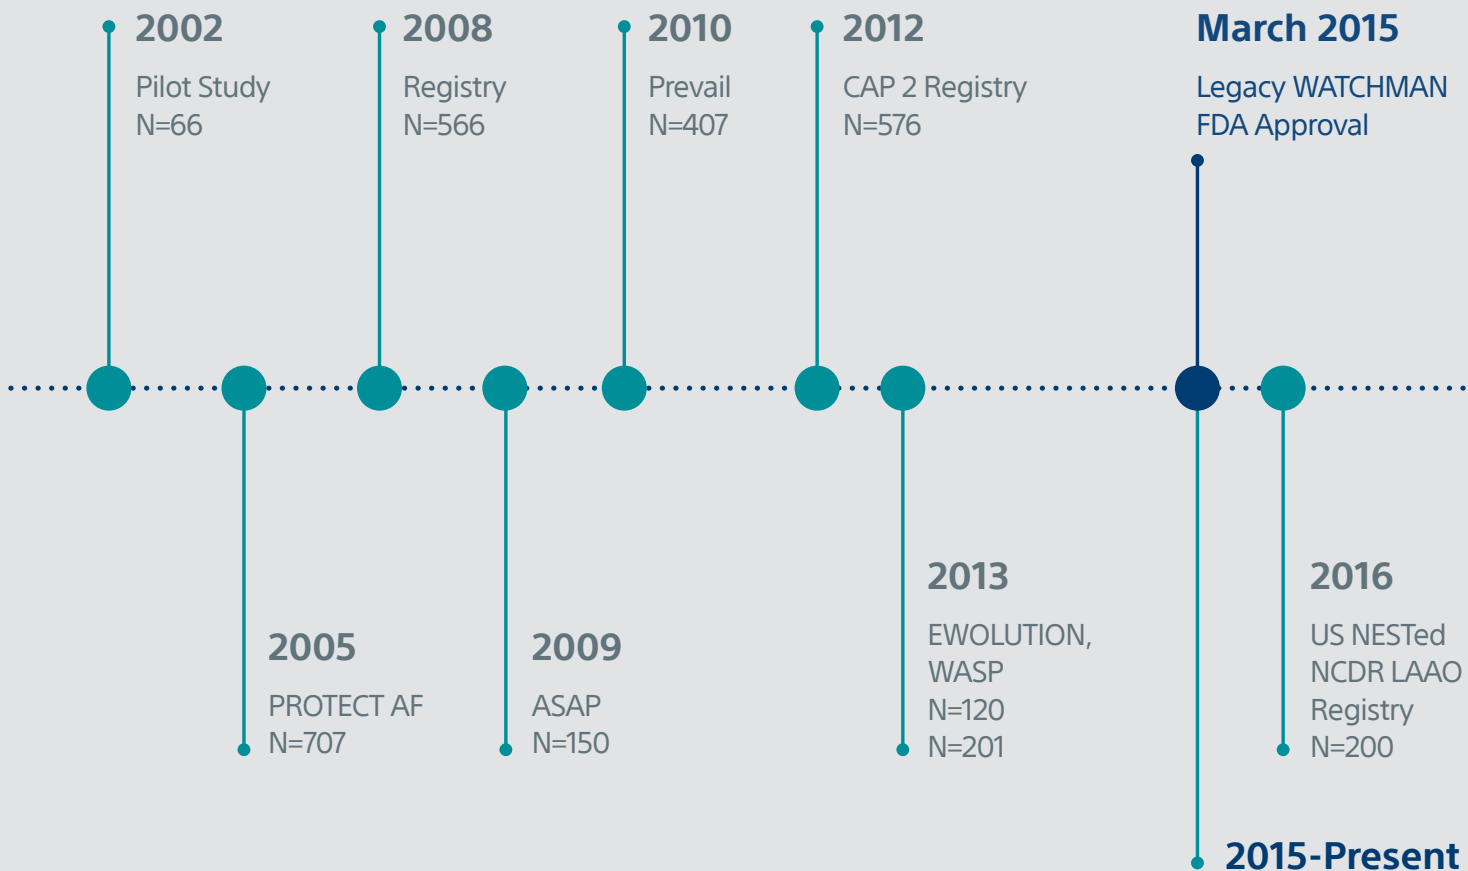 2002
Pilot Study
N=66
2008
Registry
N=566
2010
Prevail
N=407
2012
CAP 2 Registry
N=576
March 2015
Legacy WATCHMAN
FDA Approval
2005
PROTECT AF
N=707
2009
ASAP
N=150
2013
EWOLUTION,
WASP
N=120
N=201
2016
US NESTed
NCDR LAAO
Registry
N=200
2015-Present